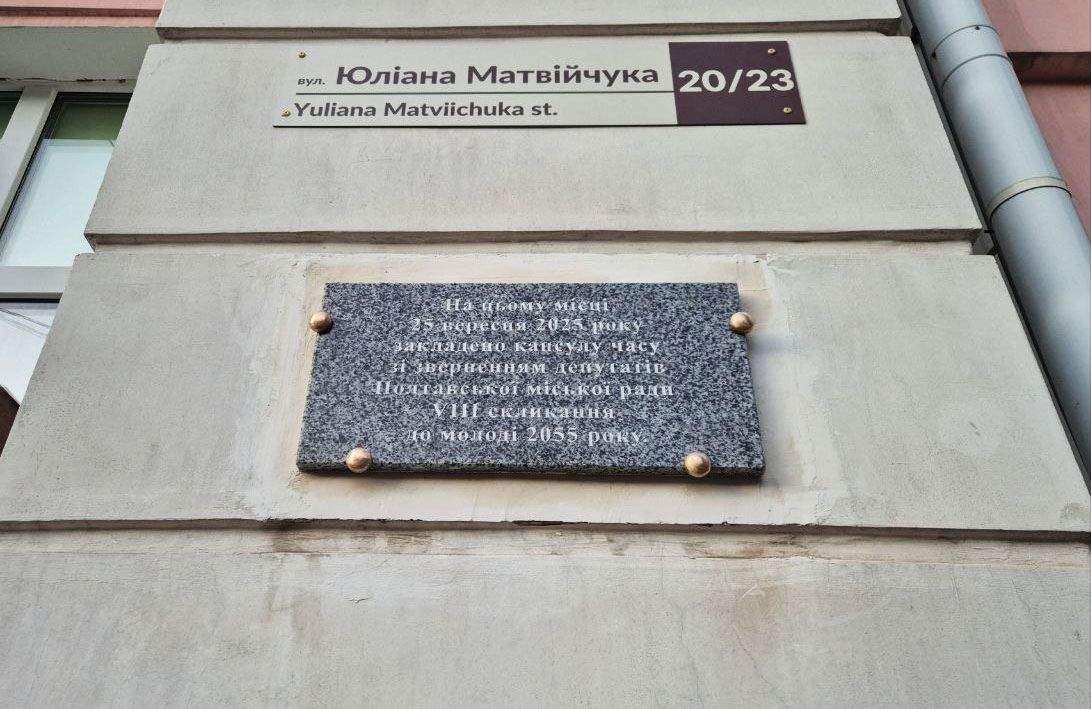 вул. Юліана Матвійчука
20/23
Yuliana Matviichuka st.
На цьому місці
25 вересня 2025 року
закладено капсулу часу
зі зверненням депутатів
Полтавської міської ради
VIII скликання
до молоді 2055 року.